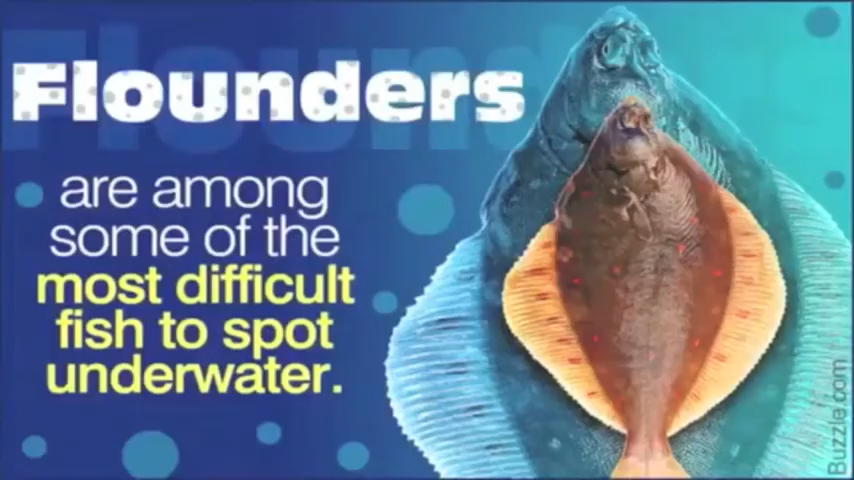 Flounders
are among
some of the
most difficult
fish to spot
underwater.
Buzzle.com